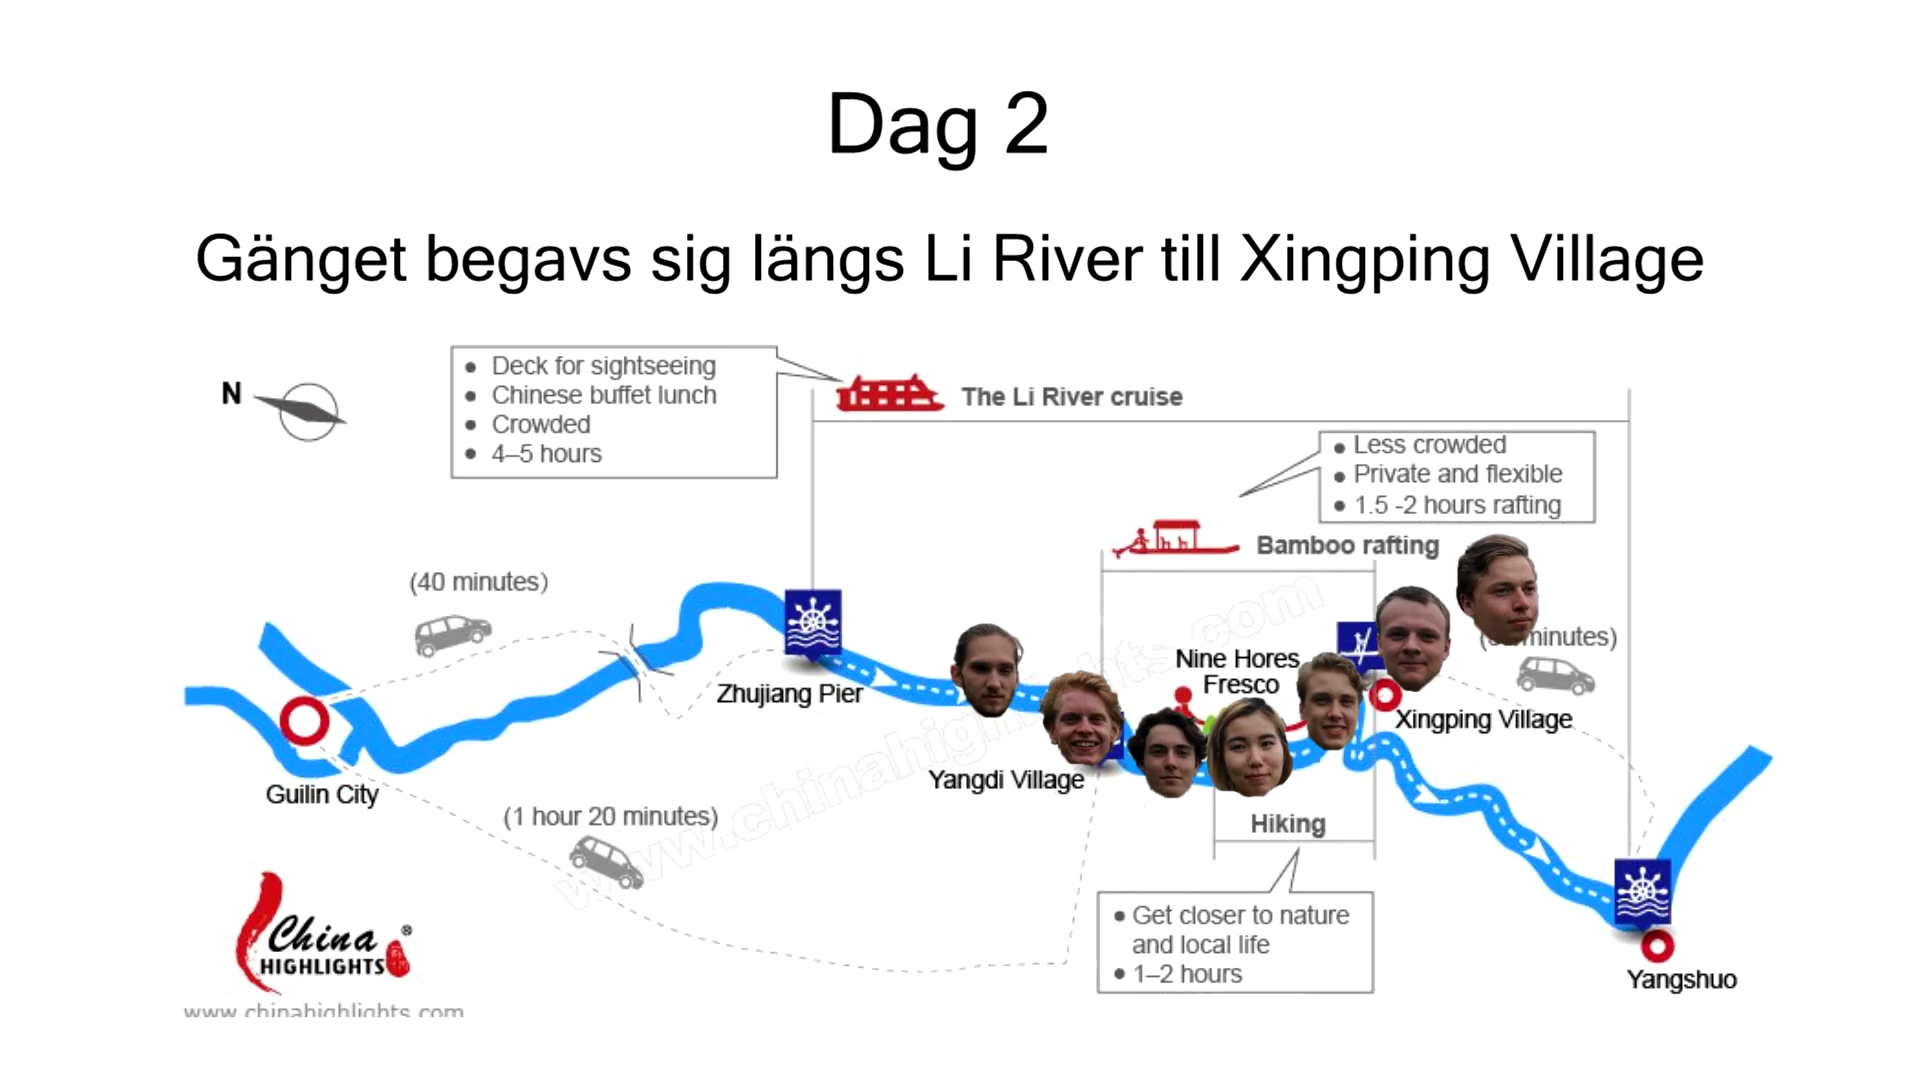 Dag 2
Gänget begavs sig längs Li River till Xingping Village
N
• Deck for sightseeing
• Chinese buffet lunch
• Crowded
• 4–5 hours
The Li River cruise
• Less crowded
• Private and flexible
• 1.5 -2 hours rafting
Bamboo rafting
(40 minutes)
minutes)
Nine Hores
Fresco
Zhujiang Pier
Xingping Village
Yangdi Village
Guilin City
(1 hour 20 minutes)
Hiking
• Get closer to nature
and local life
• 1–2 hours
Yangshuo
China
HIGHLIGHTS
®
www.chinahighlights.com
www.chinahighlights.com